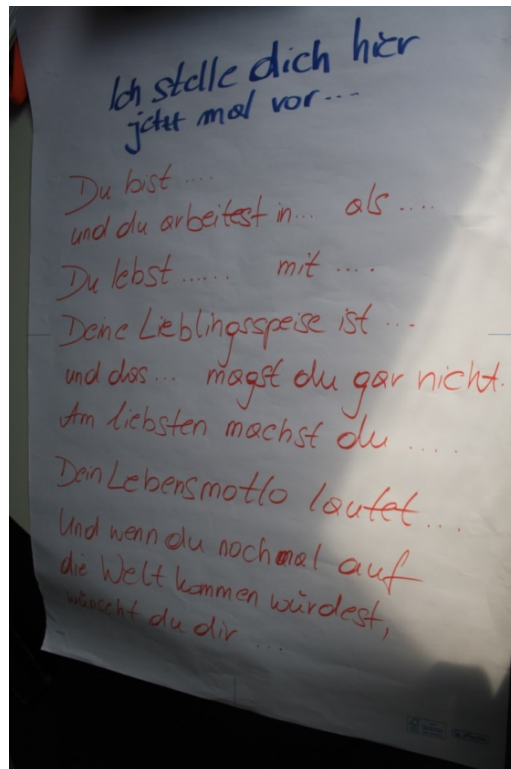 Ich stelle dich hier
jetzt mal vor...
Du bist ....
und du arbeitest in... als ....
Du lebst ...... mit ....
Deine Lieblingsspeise ist ...
und das... magst du gar nicht.
Am liebsten machst du ....
Dein Lebensmotto lautet ...
Und wenn du nochmal auf
die Welt kommen würdest,
wünscht du dir ...